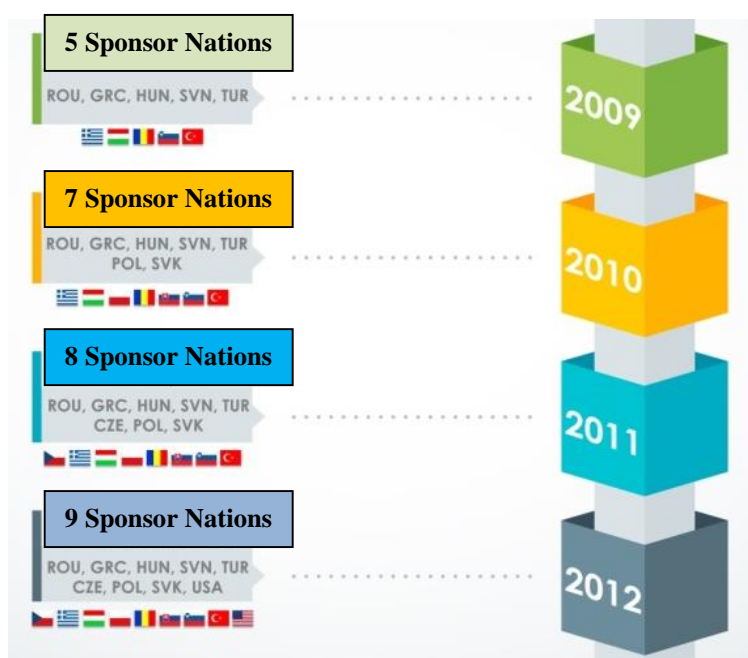 5 Sponsor Nations
ROU, GRC, HUN, SVN, TUR
2009
7 Sponsor Nations
ROU, GRC, HUN, SVN, TUR
POL, SVK
2010
8 Sponsor Nations
ROU, GRC, HUN, SVN, TUR
CZE, POL, SVK
2011
9 Sponsor Nations
ROU, GRC, HUN, SVN, TUR
CZE, POL, SVK, USA
2012